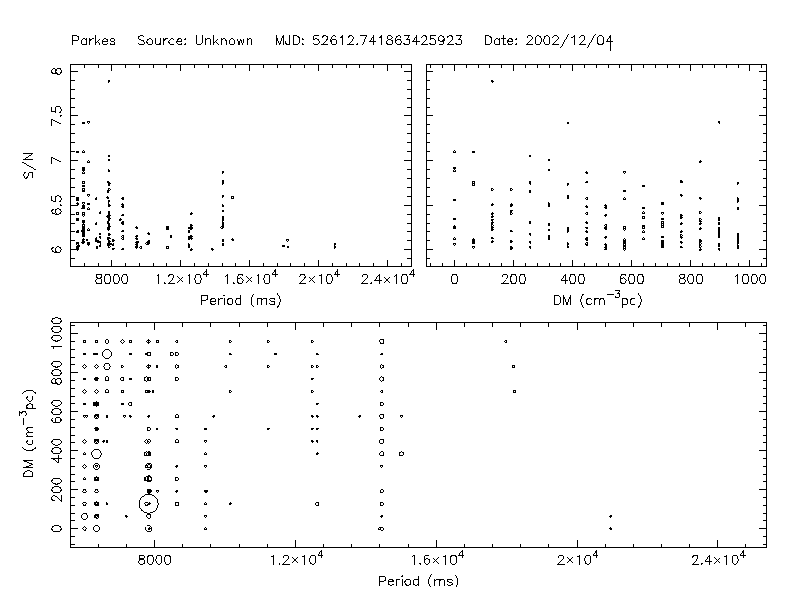 Parkes Source: Unknown MJD: 52612.741863425923 Date: 2002/12/04
8
7.5
7
6.5
6
S/N
8000 1.2×10⁴ 1.6×10⁴ 2×10⁴ 2.4×10⁴
Period (ms)
0 200 400 600 800 1000
DM (cm⁻³pc)
1000
800
600
400
200
0
DM (cm⁻³pc)
8000 1.2×10⁴ 1.6×10⁴ 2×10⁴ 2.4×10⁴
Period (ms)